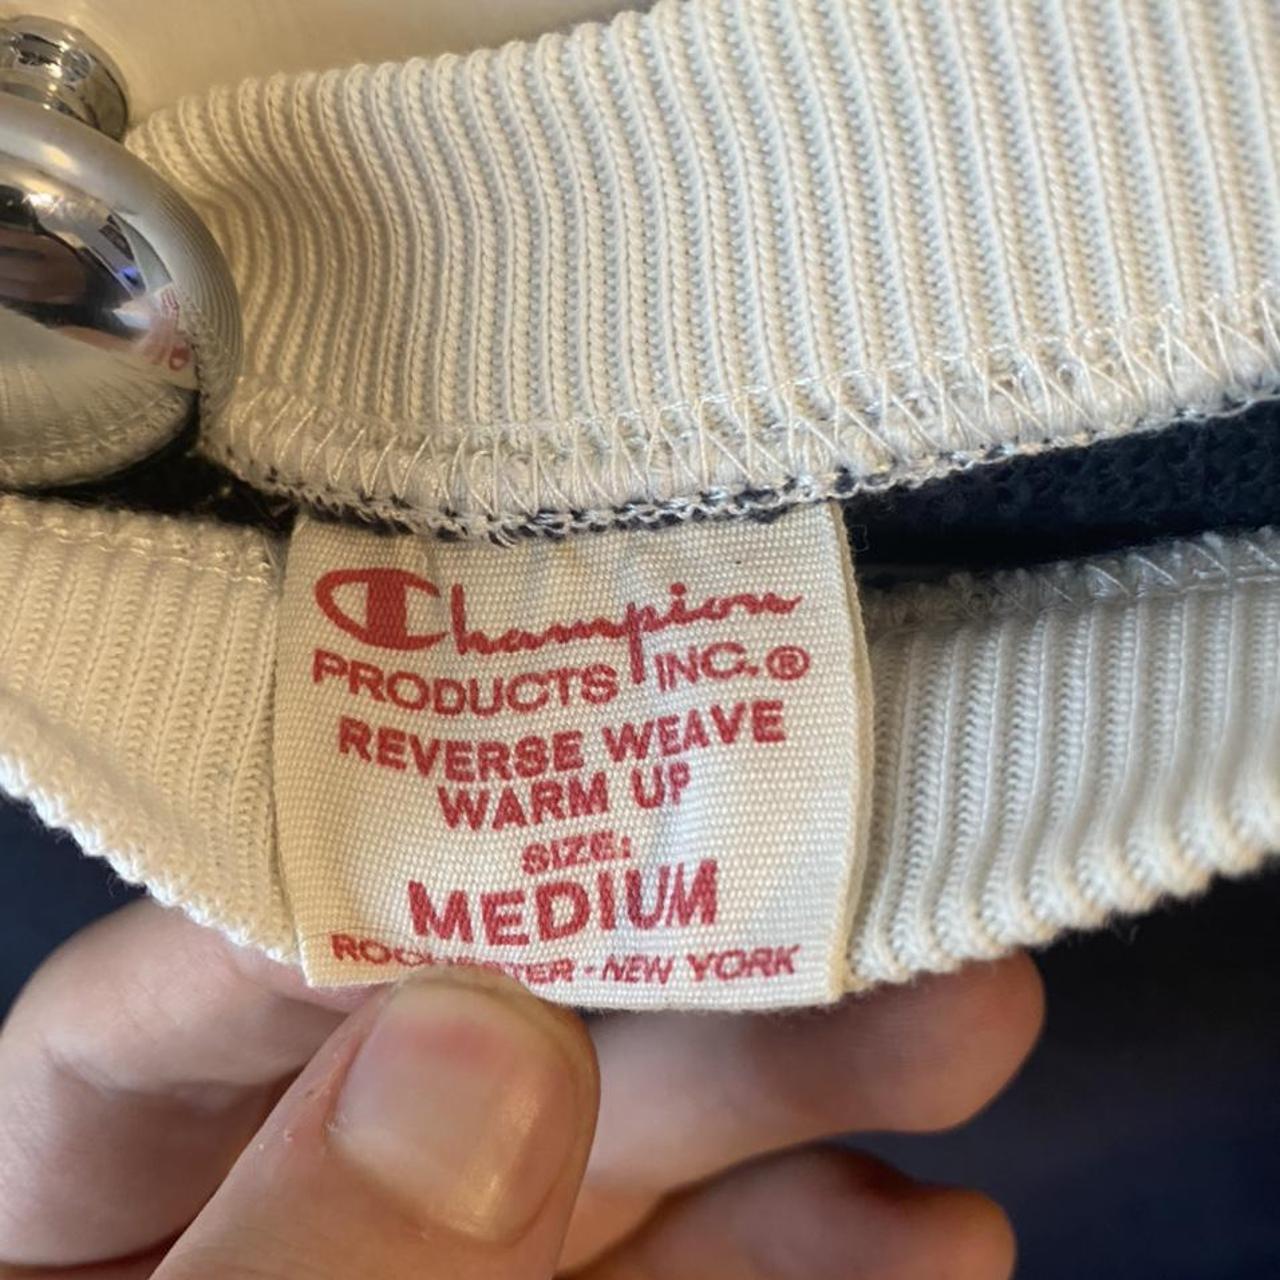 Champion
PRODUCTS INC.®
REVERSE WEAVE
WARM UP
SIZE:
MEDIUM
NEW YORK